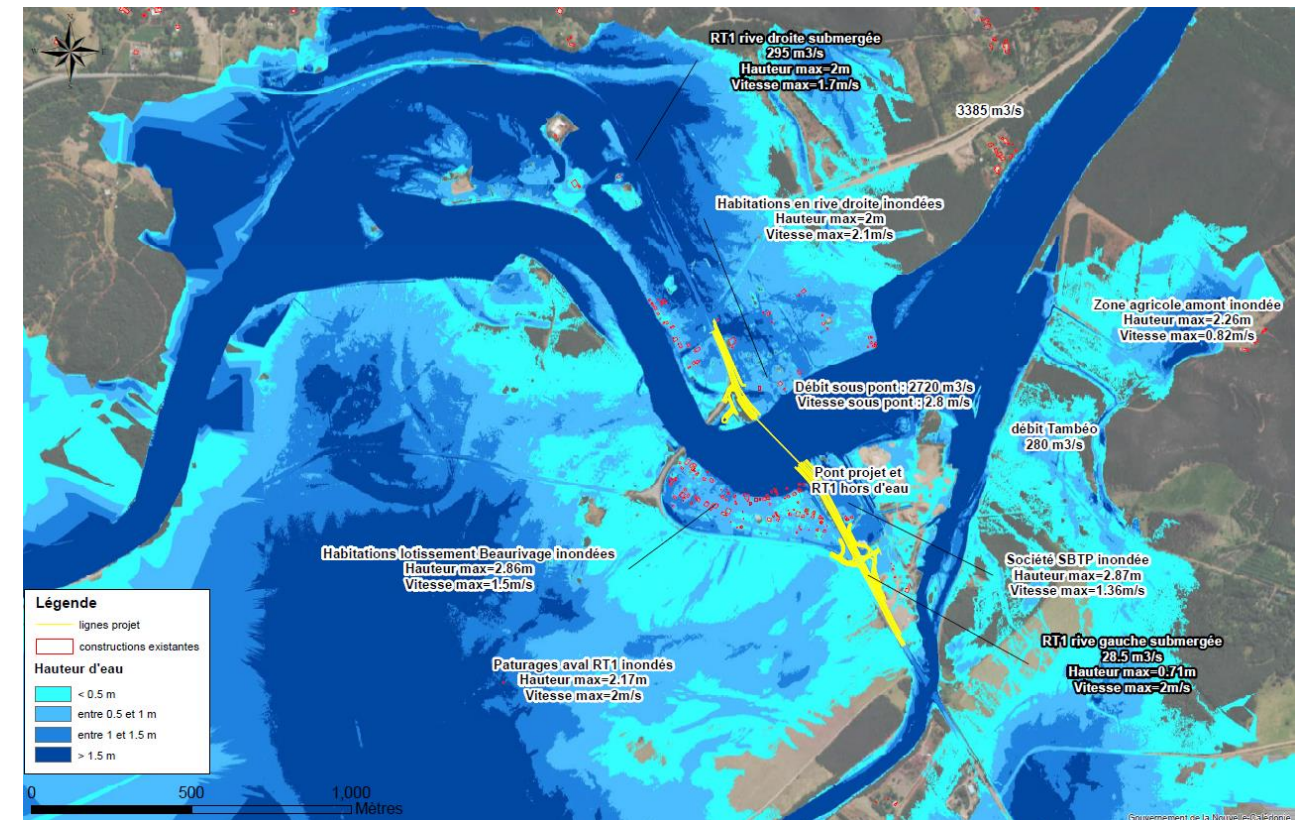 RT1 rive droite submergée
295 m3/s
Hauteur max=2m
Vitesse max=1.7m/s
3385 m3/s
Habitations en rive droite inondées
Hauteur max=2m
Vitesse max=2.1m/s
Zone agricole amont inondée
Hauteur max=2.26m
Vitesse max=0.82m/s
Débit sous pont : 2720 m3/s
Vitesse sous pont : 2.8 m/s
débit Tambéo
280 m3/s
Pont projet et
RT1 hors d'eau
Habitations lotissement Beaurivage inondées
Hauteur max=2.86m
Vitesse max=1.5m/s
Société SBTP inondée
Hauteur max=2.87m
Vitesse max=1.36m/s
RT1 rive gauche submergée
28.5 m3/s
Hauteur max=0.71m
Vitesse max=2m/s
Paturages aval RT1 inondés
Hauteur max=2.17m
Vitesse max=2m/s
Légende
lignes projet
constructions existantes
Hauteur d'eau
< 0.5 m
entre 0.5 et 1 m
entre 1 et 1.5 m
> 1.5 m
0 500 1,000
Mètres
Gouvernement de la Nouvelle-Calédonie